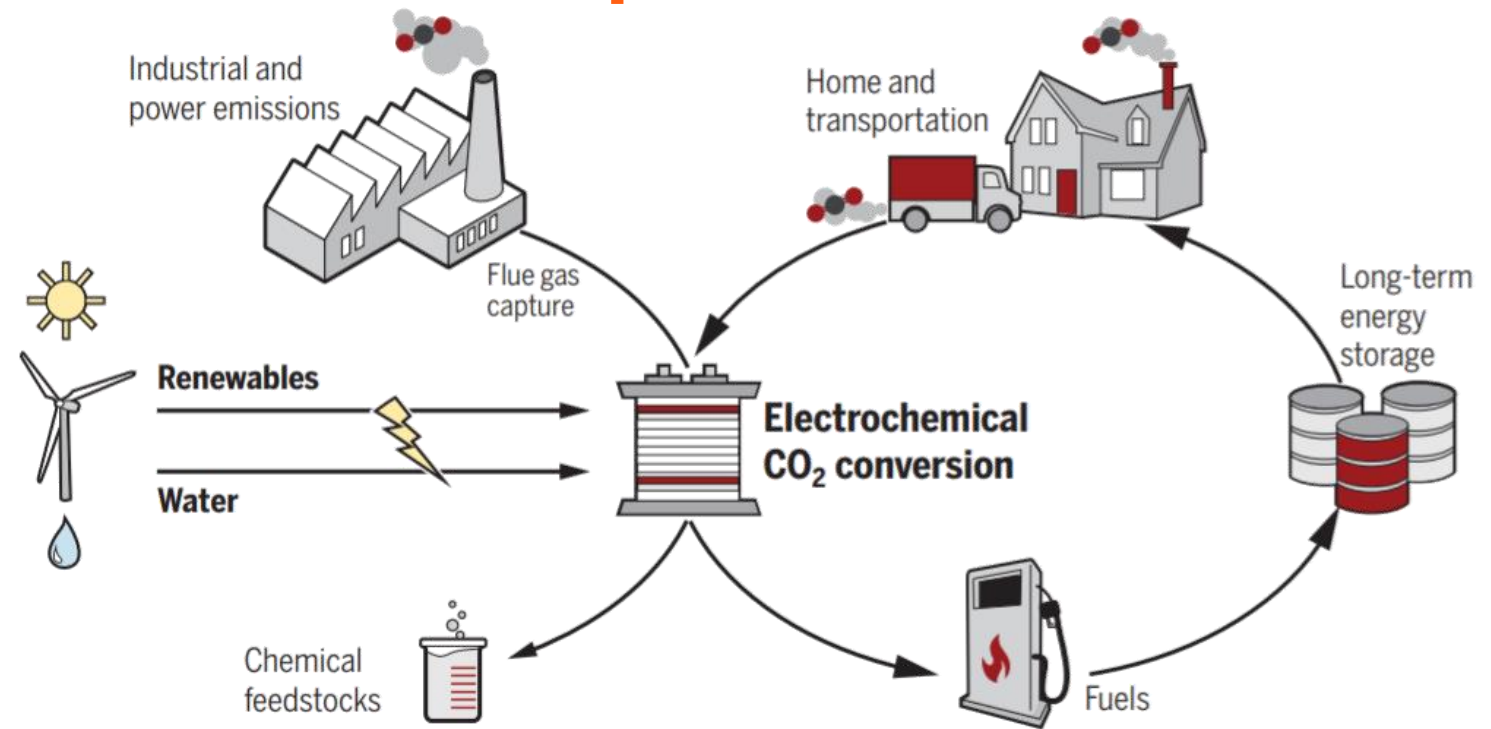 Industrial and
power emissions
Home and
transportation
Flue gas
capture
Long-term
energy
storage
Renewables
Water
Electrochemical
CO₂ conversion
Chemical
feedstocks
Fuels